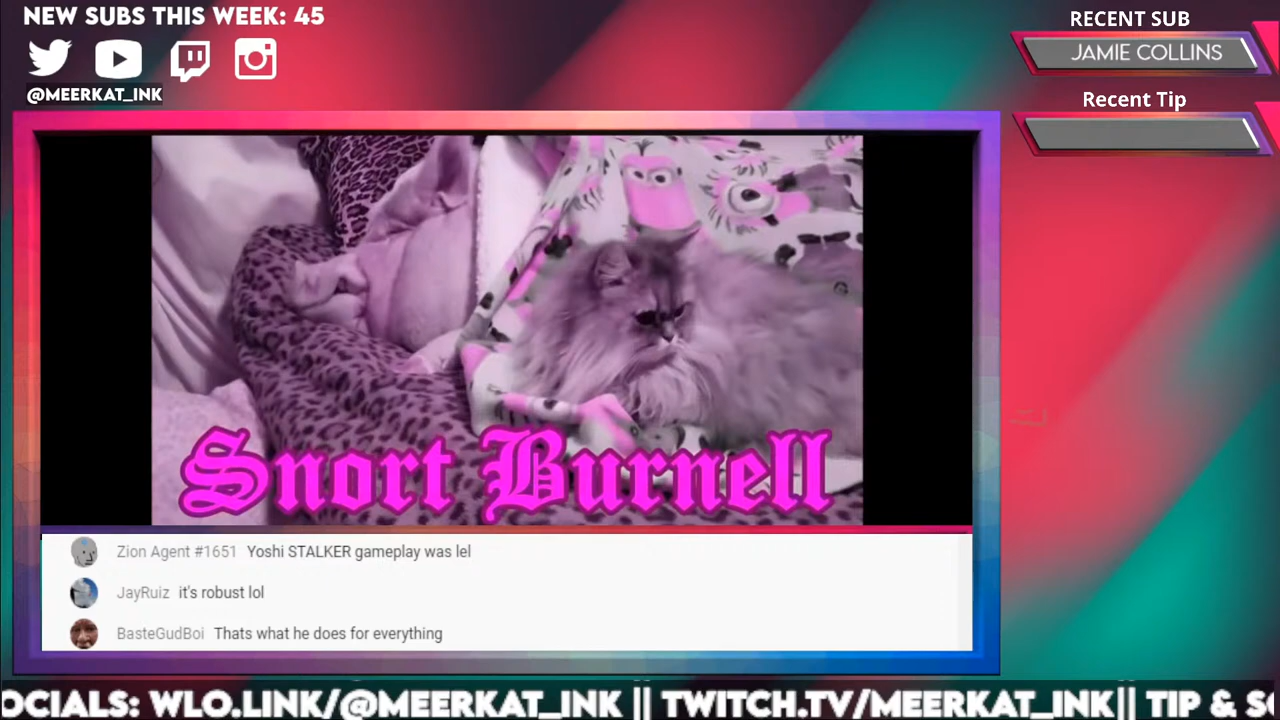 NEW SUBS THIS WEEK: 45
@MEERKAT_INK
RECENT SUB
JAMIE COLLINS
Recent Tip
Snort Burnell
Zion Agent #1651 Yoshi STALKER gameplay was lel
JayRuiz it's robust lol
BasteGudBoi Thats what he does for everything
OCIALS: WLO.LINK/@MEERKAT_INK || TWITCH.TV/MEERKAT_INK|| TIP & S